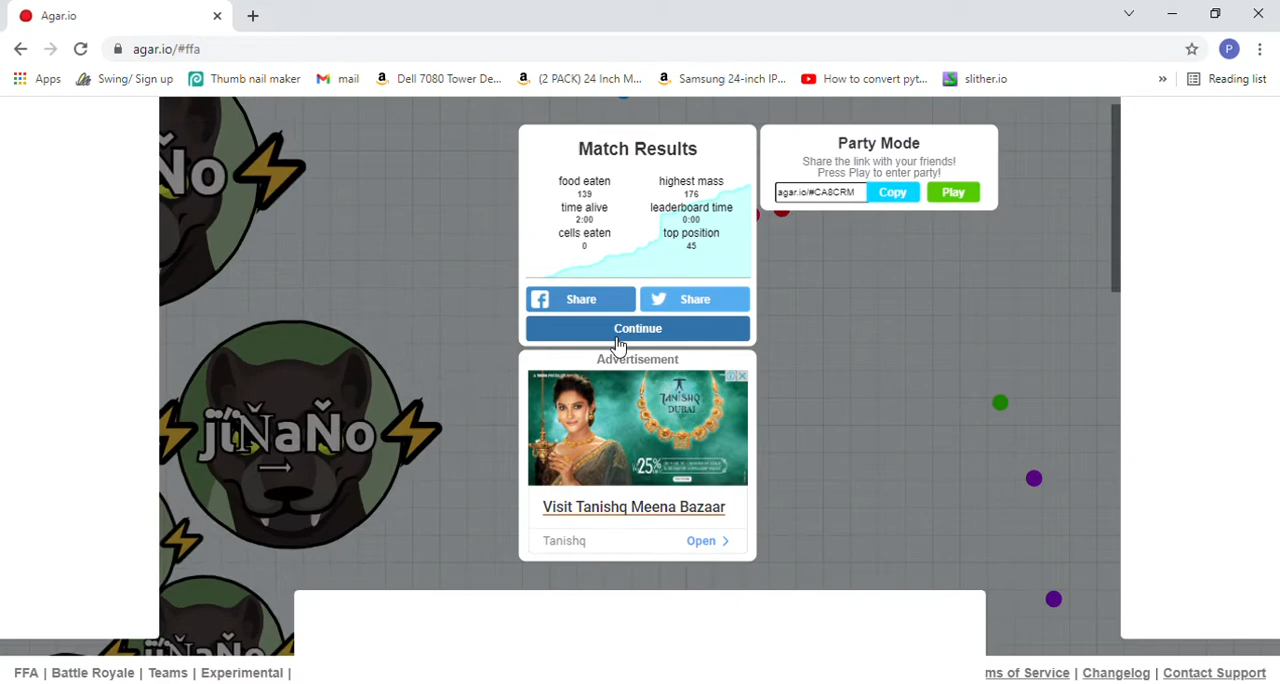 Agar.io
agar.io/#ffa
P
Apps
Swing/ Sign up
Thumb nail maker
mail
Dell 7080 Tower De...
(2 PACK) 24 Inch M...
Samsung 24-inch IP...
How to convert pyt...
slither.io
»
Reading list
Match Results
food eaten
139
highest mass
176
time alive
2:00
leaderboard time
0:00
cells eaten
0
top position
45
Share
Share
Continue
Party Mode
Share the link with your friends!
Press Play to enter party!
agar.io/#CA8CRM
Copy
Play
Advertisement
TANISHQ
DUBAI
25%
Visit Tanishq Meena Bazaar
Tanishq
Open
jïŇaŇo
FFA | Battle Royale | Teams | Experimental |
ms of Service | Changelog | Contact Support